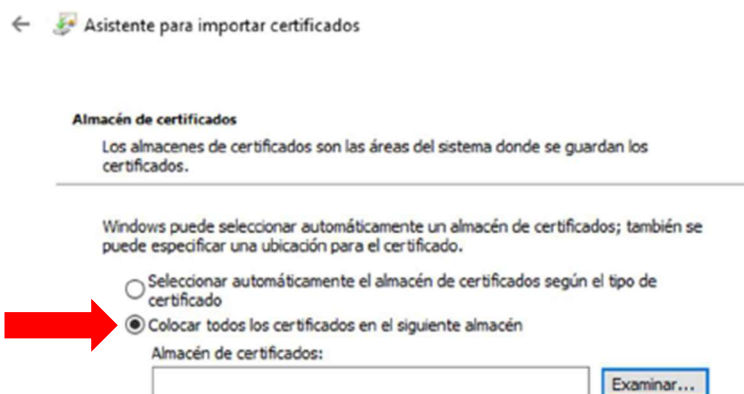 Asistente para importar certificados
Almacén de certificados
Los almacenes de certificados son las áreas del sistema donde se guardan los
certificados.
Windows puede seleccionar automáticamente un almacén de certificados; también se
puede especificar una ubicación para el certificado.
Seleccionar automáticamente el almacén de certificados según el tipo de
certificado
Colocar todos los certificados en el siguiente almacén
Almacén de certificados:
Examinar...